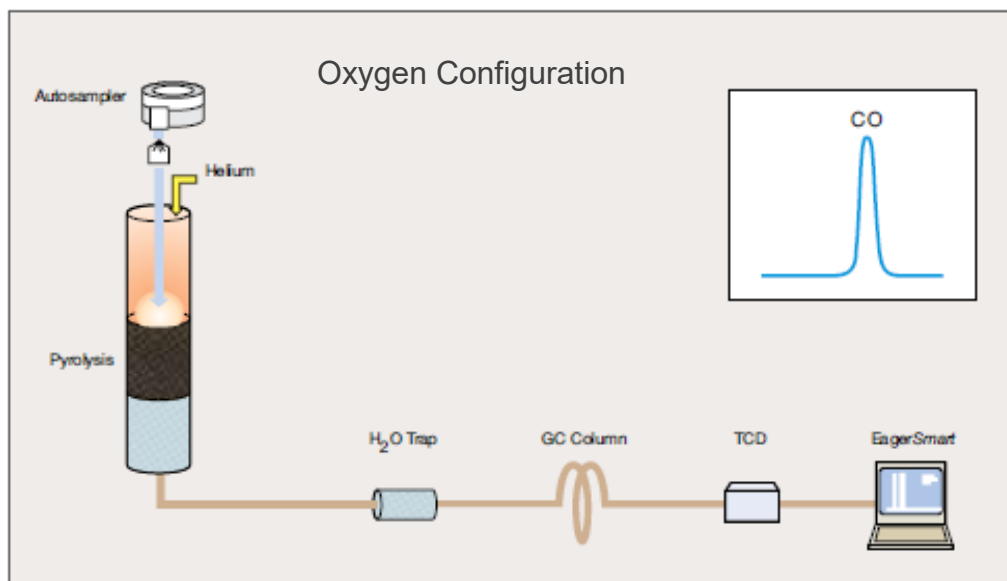 Oxygen Configuration
Autosampler
CO
Helium
Pyrolysis
H₂O Trap
GC Column
TCD
EagerSmart